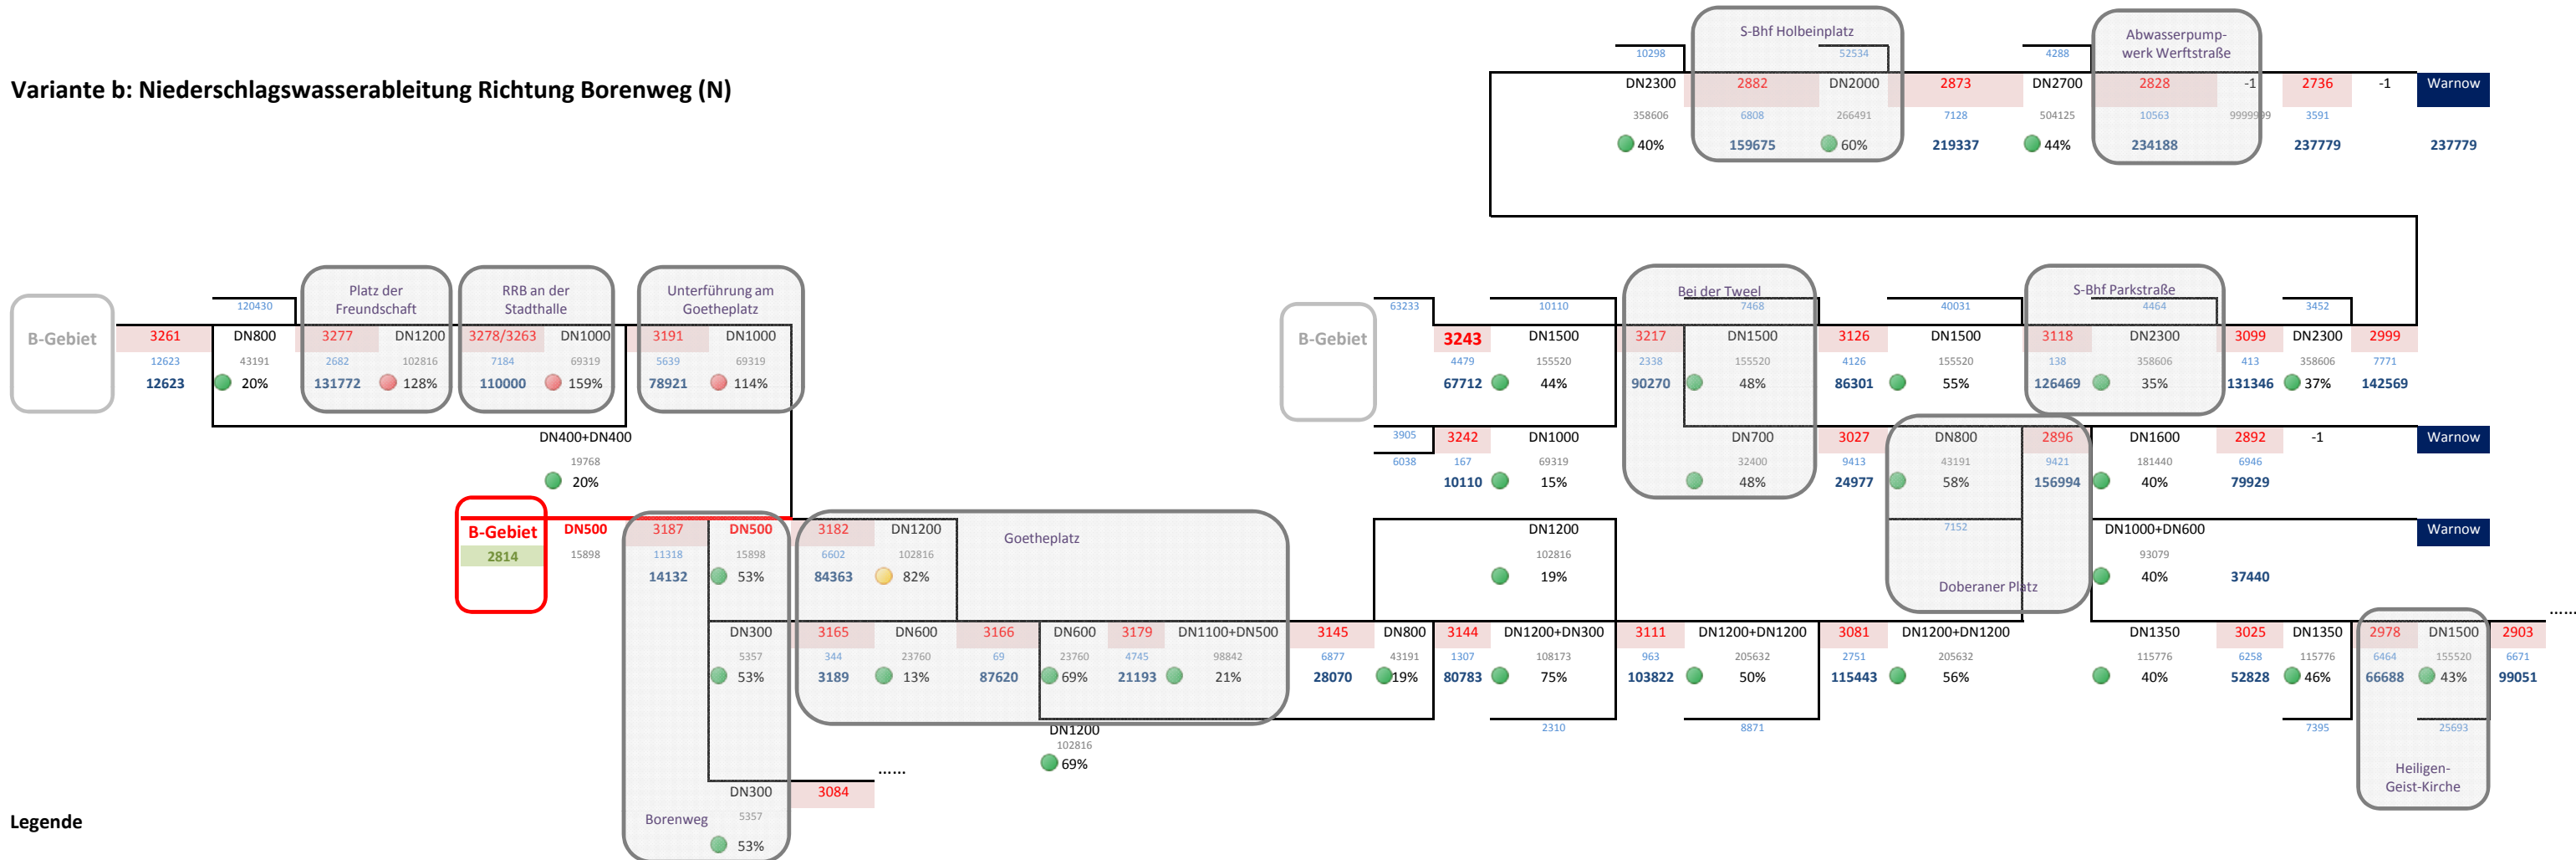 Variante b: Niederschlagswasserableitung Richtung Borenweg (N)
S-Bhf Holbeinplatz
Abwasserpump-
werk Werftstraße
10298 52534 4288
DN2300 2882 DN2000 2873 DN2700 2828 -1 2736 -1 Warnow
358606 6808 266491 7128 504125 10563 9999999 3591
40% 159675 60% 219337 44% 234188 237779 237779
Platz der
Freundschaft
RRB an der
Stadthalle
Unterführung am
Goetheplatz
Bei der Tweel
S-Bhf Parkstraße
120430 63233 10110 7468 40031 4464 3452
B-Gebiet 3261 DN800 3277 DN1200 3278/3263 DN1000 3191 DN1000 B-Gebiet 3243 DN1500 3217 DN1500 3126 DN1500 3118 DN2300 3099 DN2300 2999
12623 43191 2682 102816 7184 69319 5639 69319 4479 155520 2338 155520 4126 155520 138 358606 413 358606 7771
12623 20% 131772 128% 110000 159% 78921 114% 67712 44% 90270 48% 86301 55% 126469 35% 131346 37% 142569
DN400+DN400 3905 3242 DN1000 DN700 3027 DN800 2896 DN1600 2892 -1 Warnow
19768 6038 167 69319 32400 9413 43191 9421 181440 6946
20% 10110 15% 48% 24977 58% 156994 40% 79929
B-Gebiet DN500 3187 DN500 3182 DN1200 Goetheplatz DN1200 7152 DN1000+DN600 Warnow
2814 15898 11318 15898 6602 102816 102816 93079
14132 53% 84363 82% 19% Doberaner Platz 40% 37440
......
DN300 3165 DN600 3166 DN600 3179 DN1100+DN500 3145 DN800 3144 DN1200+DN300 3111 DN1200+DN1200 3081 DN1200+DN1200 DN1350 3025 DN1350 2978 DN1500 2903
5357 344 23760 69 23760 4745 98842 6877 43191 1307 108173 963 205632 2751 205632 115776 6258 115776 6464 155520 6671
53% 3189 13% 87620 69% 21193 21% 28070 19% 80783 75% 103822 50% 115443 56% 40% 52828 46% 66688 43% 99051
DN1200 2310 8871 7395 25693
102816
69%
......
Heiligen-
Geist-Kirche
DN300 3084
Legende
Borenweg 5357
53%